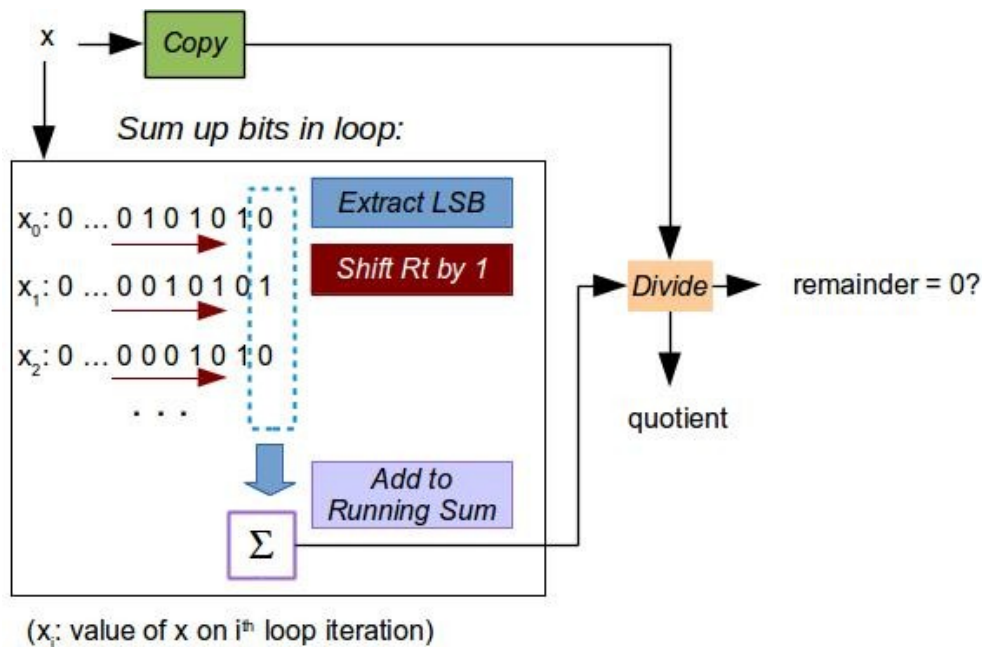 x
Copy
Sum up bits in loop:
x₀: 0 ... 0 1 0 1 0 1 0
Extract LSB
Shift Rt by 1
x₁: 0 ... 0 0 1 0 1 0 1
Divide
remainder = 0?
x₂: 0 ... 0 0 0 1 0 1 0
. . .
quotient
Add to
Running Sum
Σ
(xᵢ: value of x on iᵗʰ loop iteration)